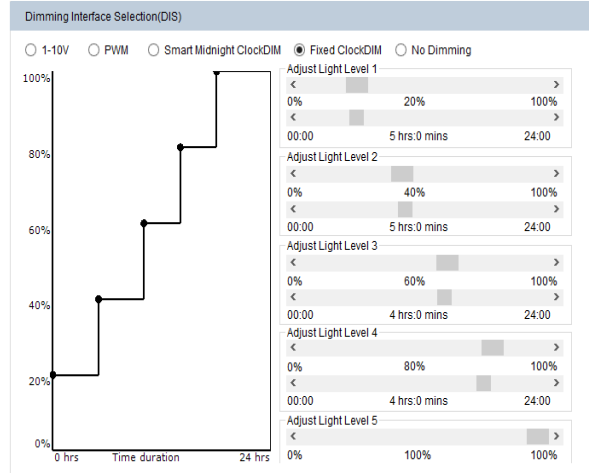 Dimming Interface Selection(DIS)
1-10V PWM Smart Midnight ClockDIM Fixed ClockDIM No Dimming
100%
80%
60%
40%
20%
0%
0 hrs Time duration 24 hrs
Adjust Light Level 1
0% 20% 100%
00:00 5 hrs:0 mins 24:00
Adjust Light Level 2
0% 40% 100%
00:00 5 hrs:0 mins 24:00
Adjust Light Level 3
0% 60% 100%
00:00 4 hrs:0 mins 24:00
Adjust Light Level 4
0% 80% 100%
00:00 4 hrs:0 mins 24:00
Adjust Light Level 5
0% 100% 100%